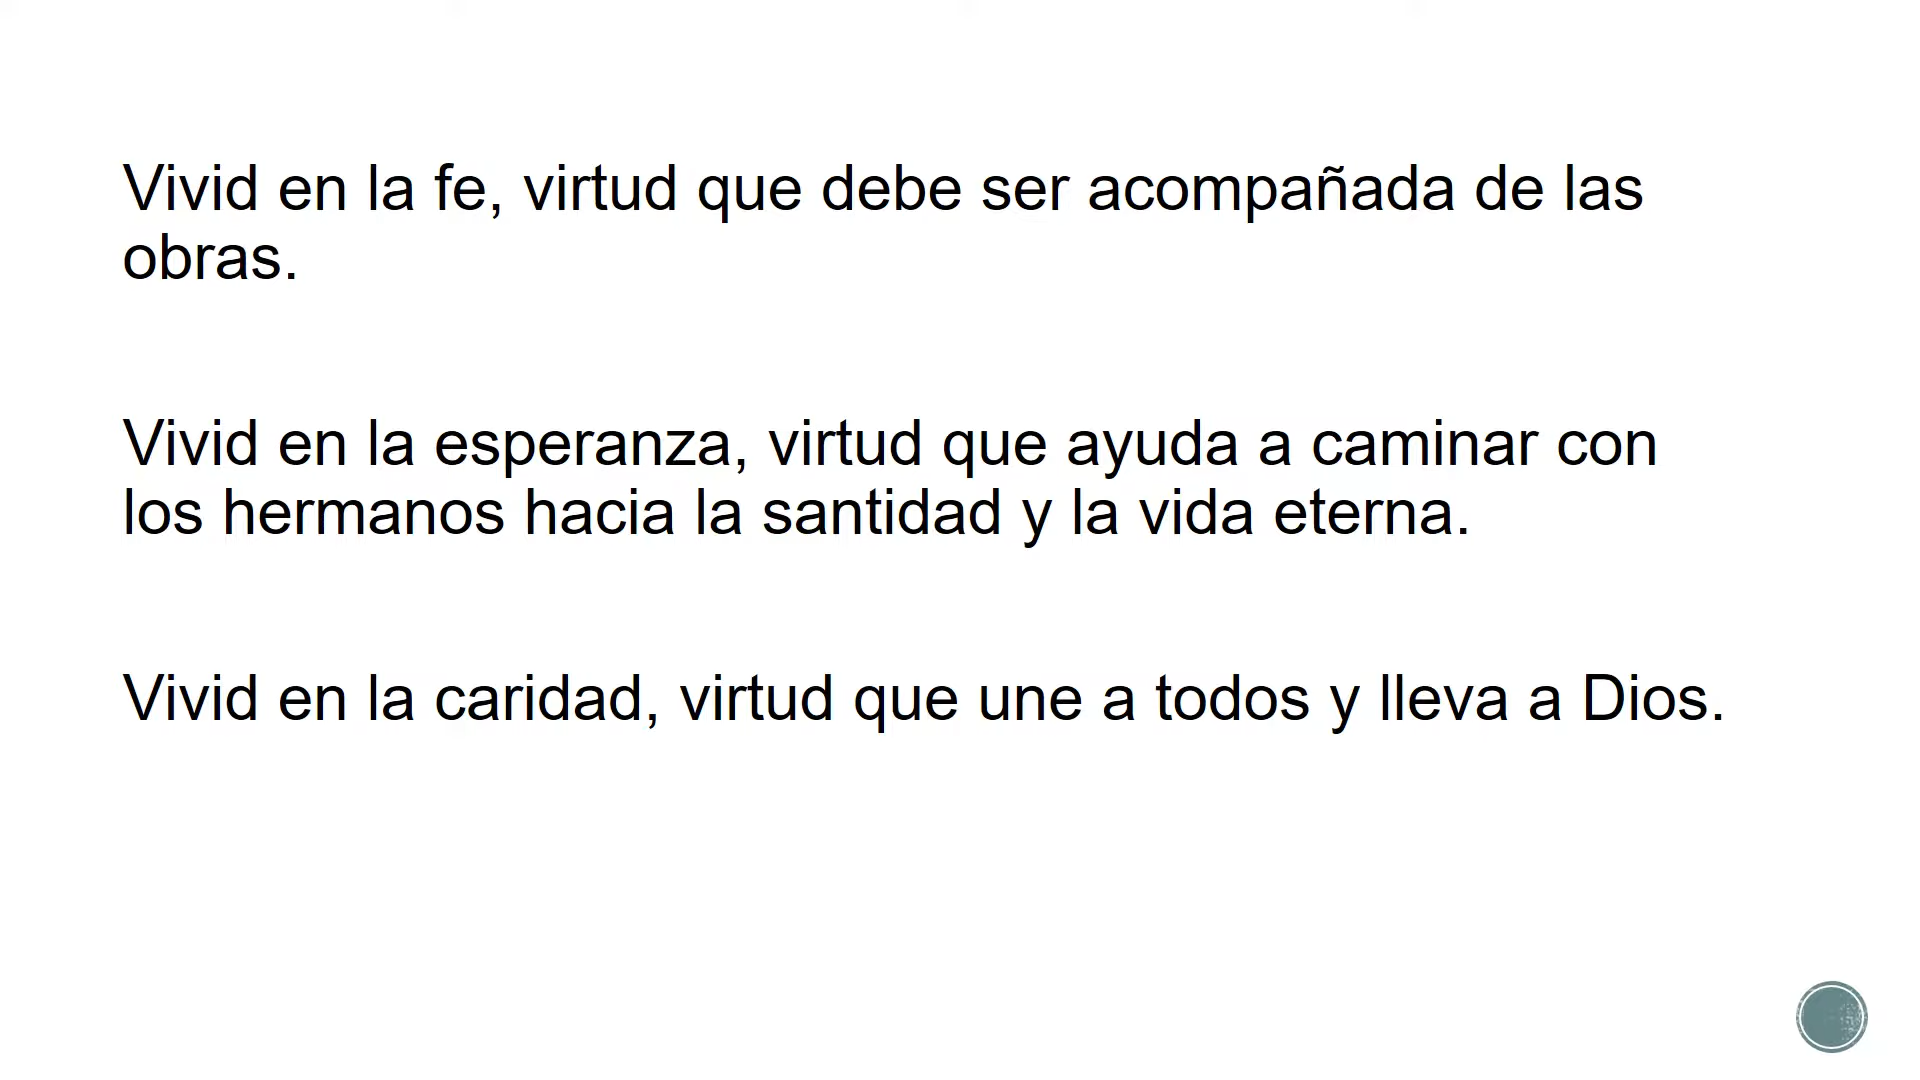 Vivid en la fe, virtud que debe ser acompañada de las
obras.
Vivid en la esperanza, virtud que ayuda a caminar con
los hermanos hacia la santidad y la vida eterna.
Vivid en la caridad, virtud que une a todos y lleva a Dios.